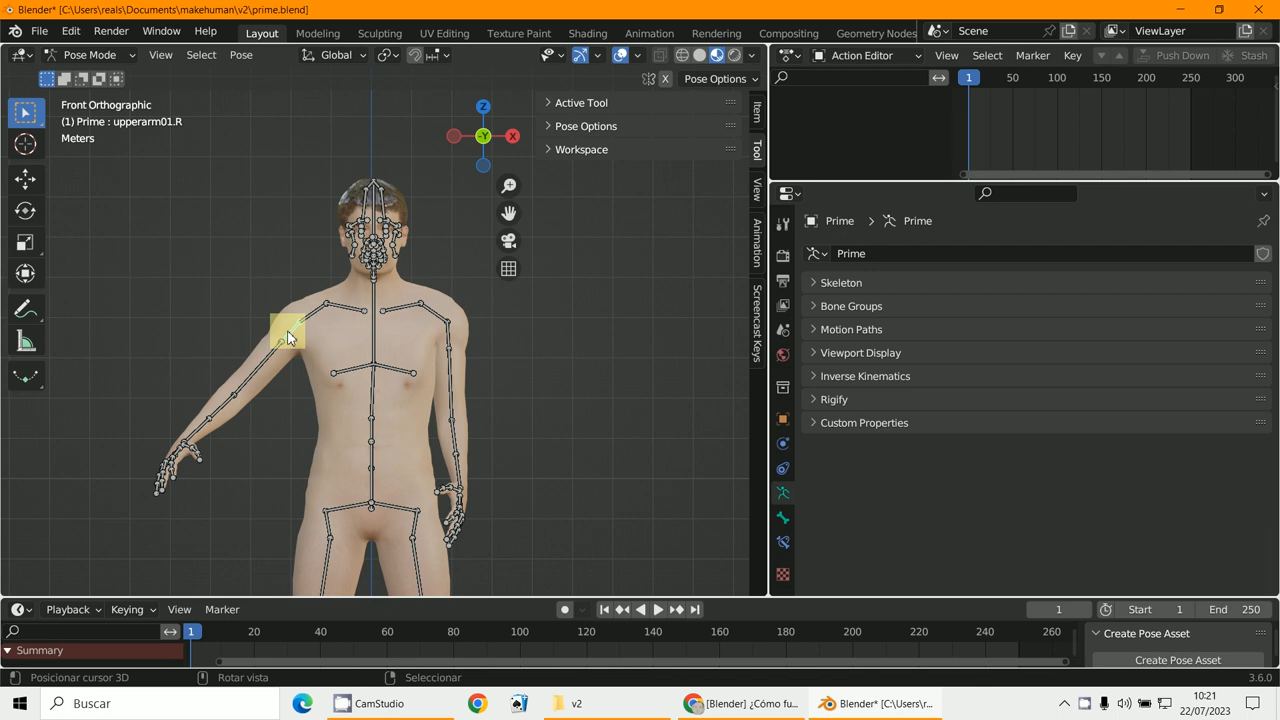 Blender* [C:\Users\reals\Documents\makehuman\v2\prime.blend]
File Edit Render Window Help Layout Modeling Sculpting UV Editing Texture Paint Shading Animation Rendering Compositing Geometry Nodes Scene ViewLayer
Pose Mode View Select Pose Global Action Editor View Select Marker Key Push Down Stash
X Pose Options 1 50 100 150 200 250 300
Front Orthographic
(1) Prime : upperarm01.R
Meters
Z
-Y
X
Active Tool
Pose Options
Workspace
Item
Tool
View
Animation
Screencast Keys
Prime Prime
Prime
Skeleton
Bone Groups
Motion Paths
Viewport Display
Inverse Kinematics
Rigify
Custom Properties
Playback Keying View Marker 1 Start 1 End 250
1 20 40 60 80 100 120 140 160 180 200 220 240 260 Create Pose Asset
Summary Create Pose Asset
Posicionar cursor 3D Rotar vista Seleccionar 3.6.0
Buscar CamStudio v2 [Blender] ¿Cómo fu... Blender* [C:\Users\r... 10:21
22/07/2023